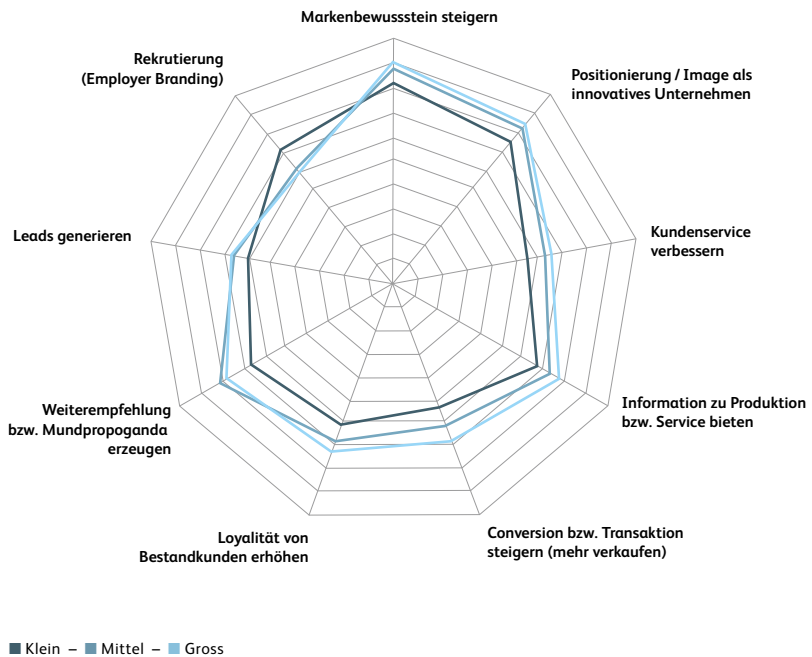 Markenbewusstein steigern
Rekrutierung
(Employer Branding)
Positionierung / Image als
innovatives Unternehmen
Leads generieren
Kundenservice
verbessern
Information zu Produktion
bzw. Service bieten
Weiterempfehlung
bzw. Mundpropoganda
erzeugen
Loyalität von
Bestandkunden erhöhen
Conversion bzw. Transaktion
steigern (mehr verkaufen)
Klein – Mittel – Gross